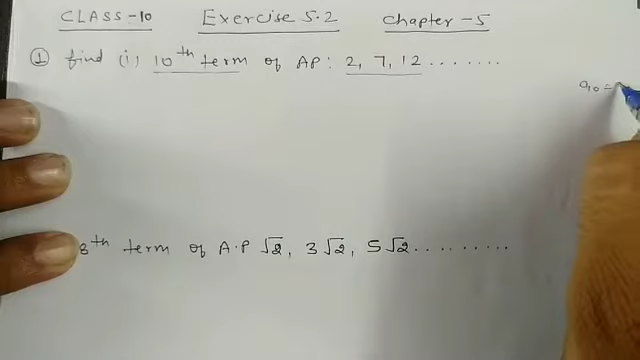 CLASS-10 Exercise 5.2 Chapter-5
① find (i) 10th term of AP: 2, 7, 12.......
a10 =
8th term of A.P √2, 3√2, 5√2.........